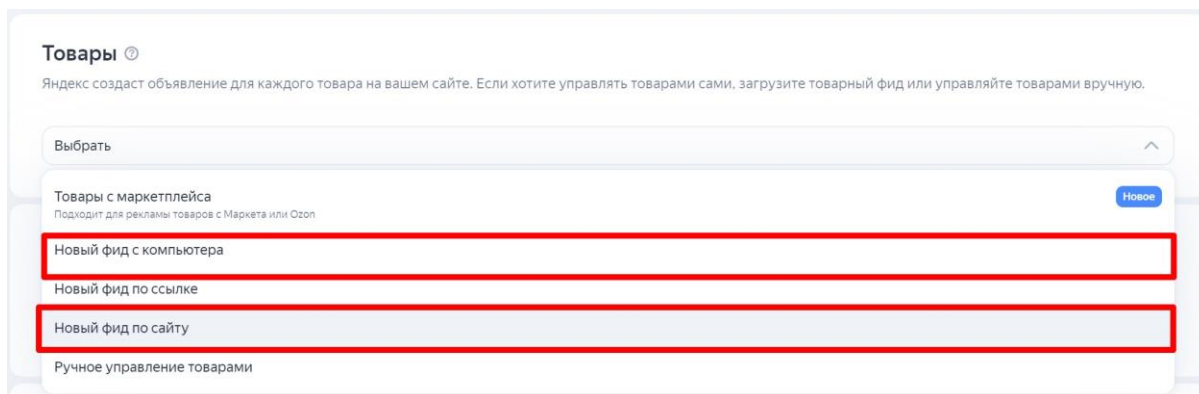 Товары
Яндекс создаст объявление для каждого товара на вашем сайте. Если хотите управлять товарами сами, загрузите товарный фид или управляйте товарами вручную.
Выбрать
Товары с маркетплейса
Новое
Подходит для рекламы товаров с Маркета или Ozon
Новый фид с компьютера
Новый фид по ссылке
Новый фид по сайту
Ручное управление товарами